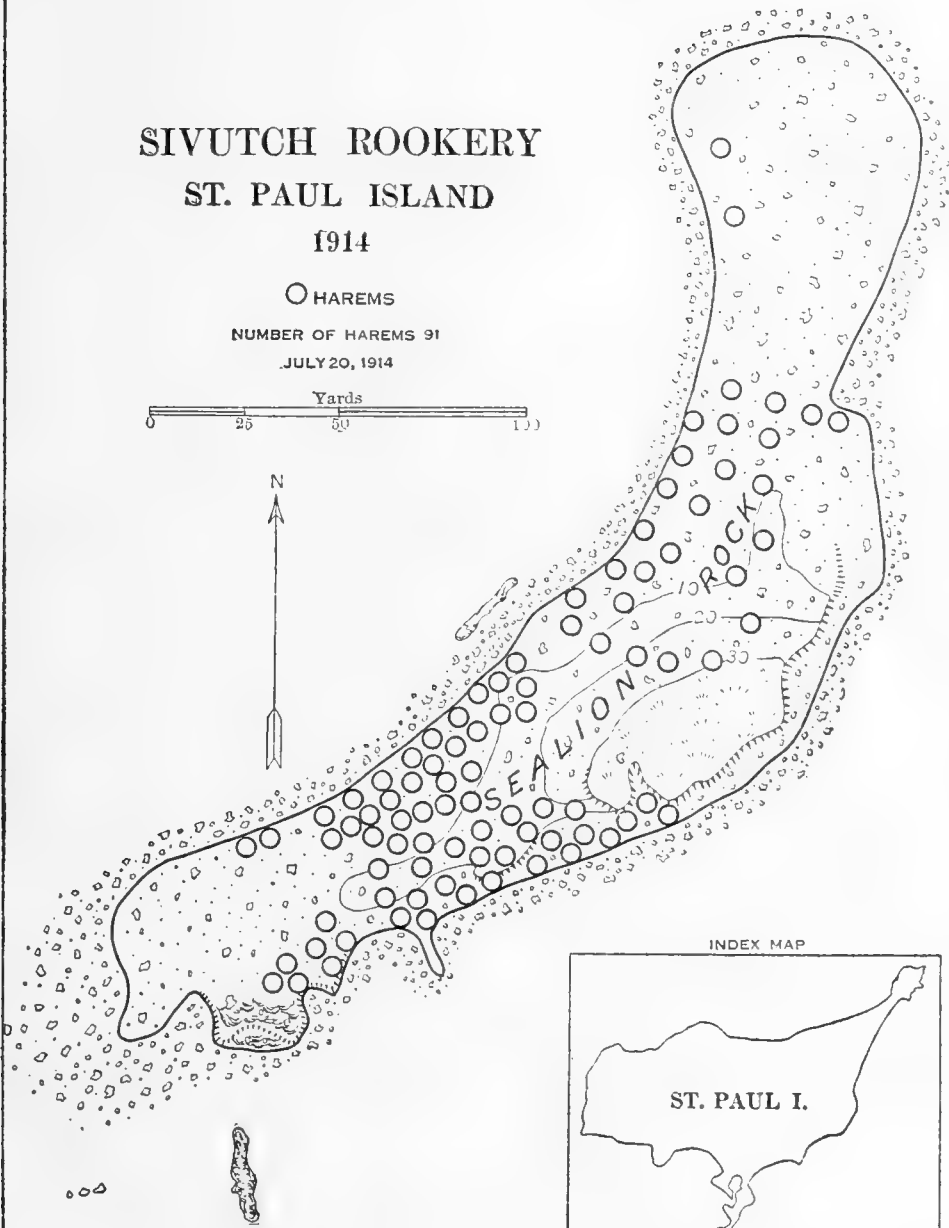 SIVUTCH ROOKERY
ST. PAUL ISLAND
1914
HAREMS
NUMBER OF HAREMS 91
JULY 20, 1914
Yards
0 25 50 100
N
SEALION ROCK
10
20
30
INDEX MAP
ST. PAUL I.